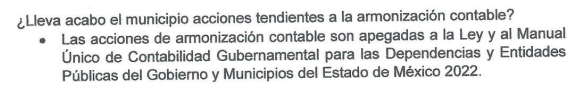 ¿Lleva acabo el municipio acciones tendientes a la armonización contable?
• Las acciones de armonización contable son apegadas a la Ley y al Manual
Único de Contabilidad Gubernamental para las Dependencias y Entidades
Públicas del Gobierno y Municipios del Estado de México 2022.